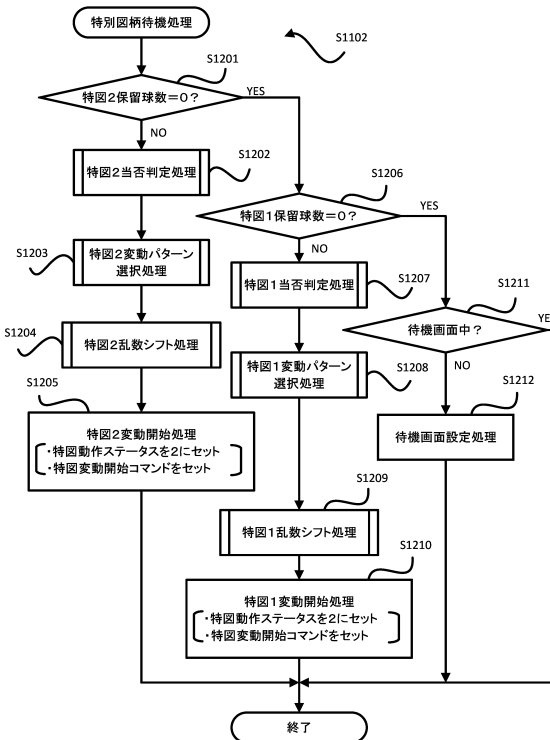 特別図柄待機処理
S1102
S1201
特図2保留球数=0?
YES
NO
S1202
特図2当否判定処理
S1206
特図1保留球数=0?
YES
NO
S1203
特図2変動パターン
選択処理
S1207
特図1当否判定処理
S1211
待機画面中?
YE
NO
S1204
特図2乱数シフト処理
S1208
特図1変動パターン
選択処理
S1212
待機画面設定処理
S1205
特図2変動開始処理
・特図動作ステータスを2にセット
・特図変動開始コマンドをセット
S1209
特図1乱数シフト処理
S1210
特図1変動開始処理
・特図動作ステータスを2にセット
・特図変動開始コマンドをセット
終了